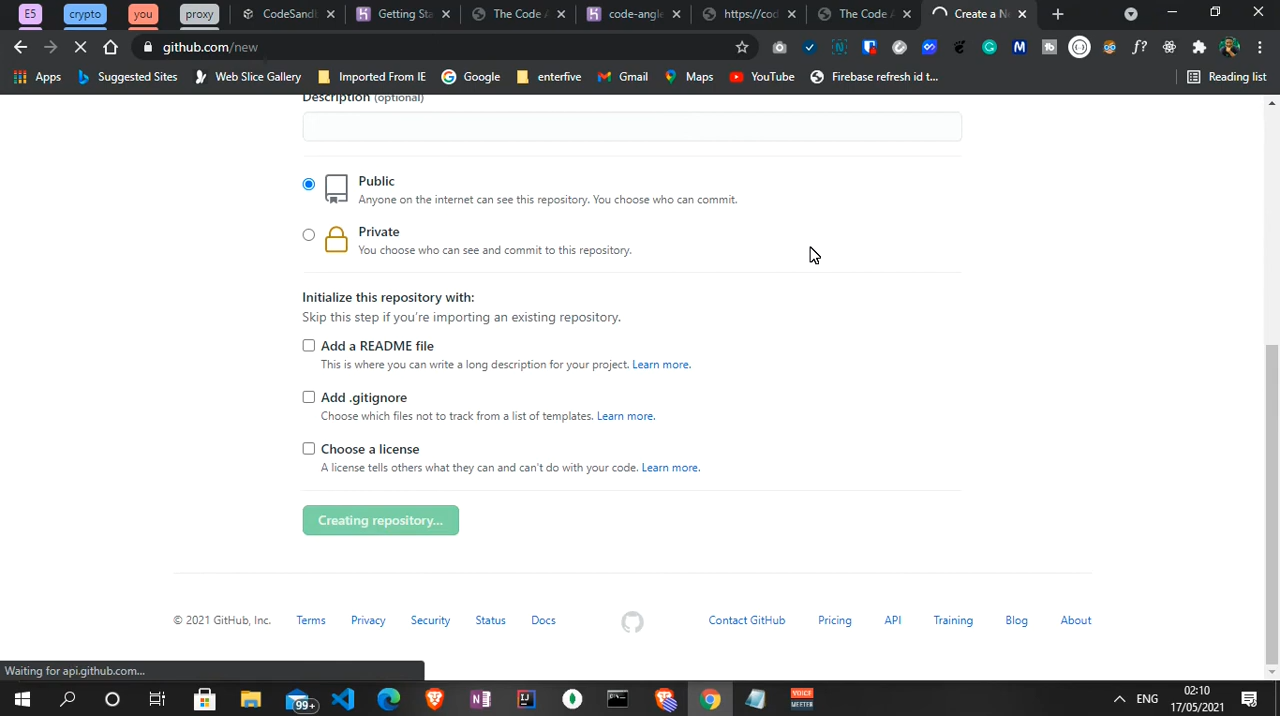 E5 crypto you proxy CodeSandl Getting Sta The Code A code-angle https://co The Code A Create a Ne
github.com/new
Apps Suggested Sites Web Slice Gallery Imported From IE Google enterfive Gmail Maps YouTube Firebase refresh id t... Reading list
Description (optional)
Public
Anyone on the internet can see this repository. You choose who can commit.
Private
You choose who can see and commit to this repository.
Initialize this repository with:
Skip this step if you're importing an existing repository.
Add a README file
This is where you can write a long description for your project. Learn more.
Add .gitignore
Choose which files not to track from a list of templates. Learn more.
Choose a license
A license tells others what they can and can't do with your code. Learn more.
Creating repository...
© 2021 GitHub, Inc. Terms Privacy Security Status Docs Contact GitHub Pricing API Training Blog About
Waiting for api.github.com...
99+ VOICE MEETER ENG 02:10
17/05/2021